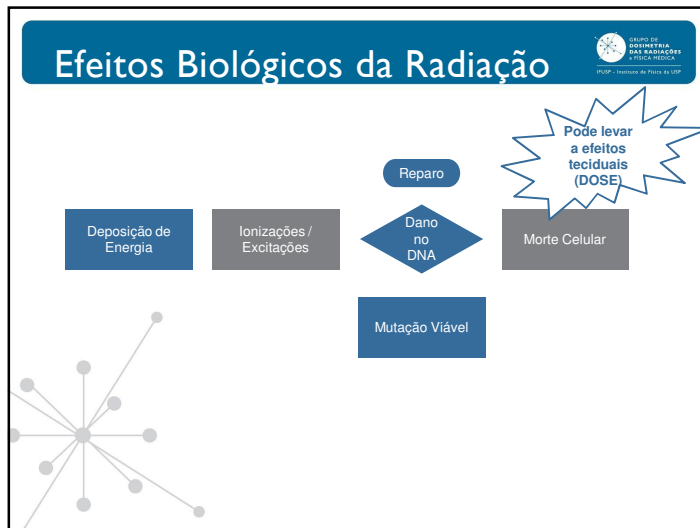 Efeitos Biológicos da Radiação
GRUPO DE
DOSIMETRIA
DAS RADIAÇÕES
e FÍSICA MÉDICA
IFUSP - Instituto de Física da USP
Pode levar
a efeitos
teciduais
(DOSE)
Reparo
Deposição de
Energia
Ionizações /
Excitações
Dano
no
DNA
Morte Celular
Mutação Viável